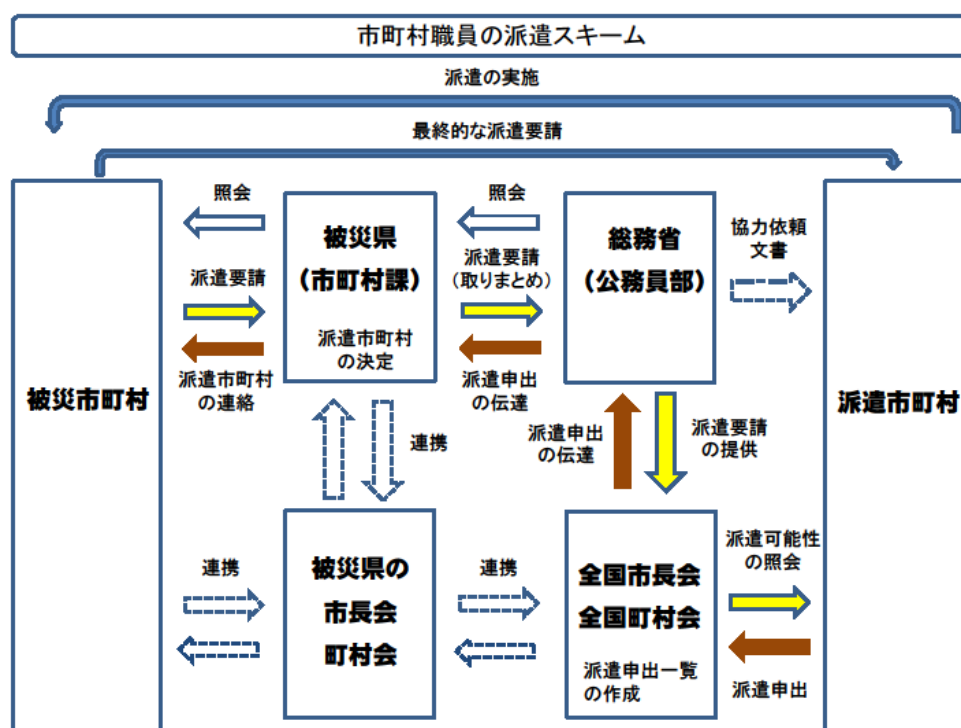 市町村職員の派遣スキーム
派遣の実施
最終的な派遣要請
照会
照会
被災県
(市町村課)
総務省
(公務員部)
協力依頼
文書
派遣要請
派遣要請
(取りまとめ)
派遣市町村
の決定
派遣市町村
の連絡
派遣申出
の伝達
被災市町村
派遣市町村
連携
派遣申出
の伝達
派遣要請
の提供
連携
被災県の
市長会
町村会
連携
全国市長会
全国町村会
派遣申出一覧
の作成
派遣可能性
の照会
派遣申出